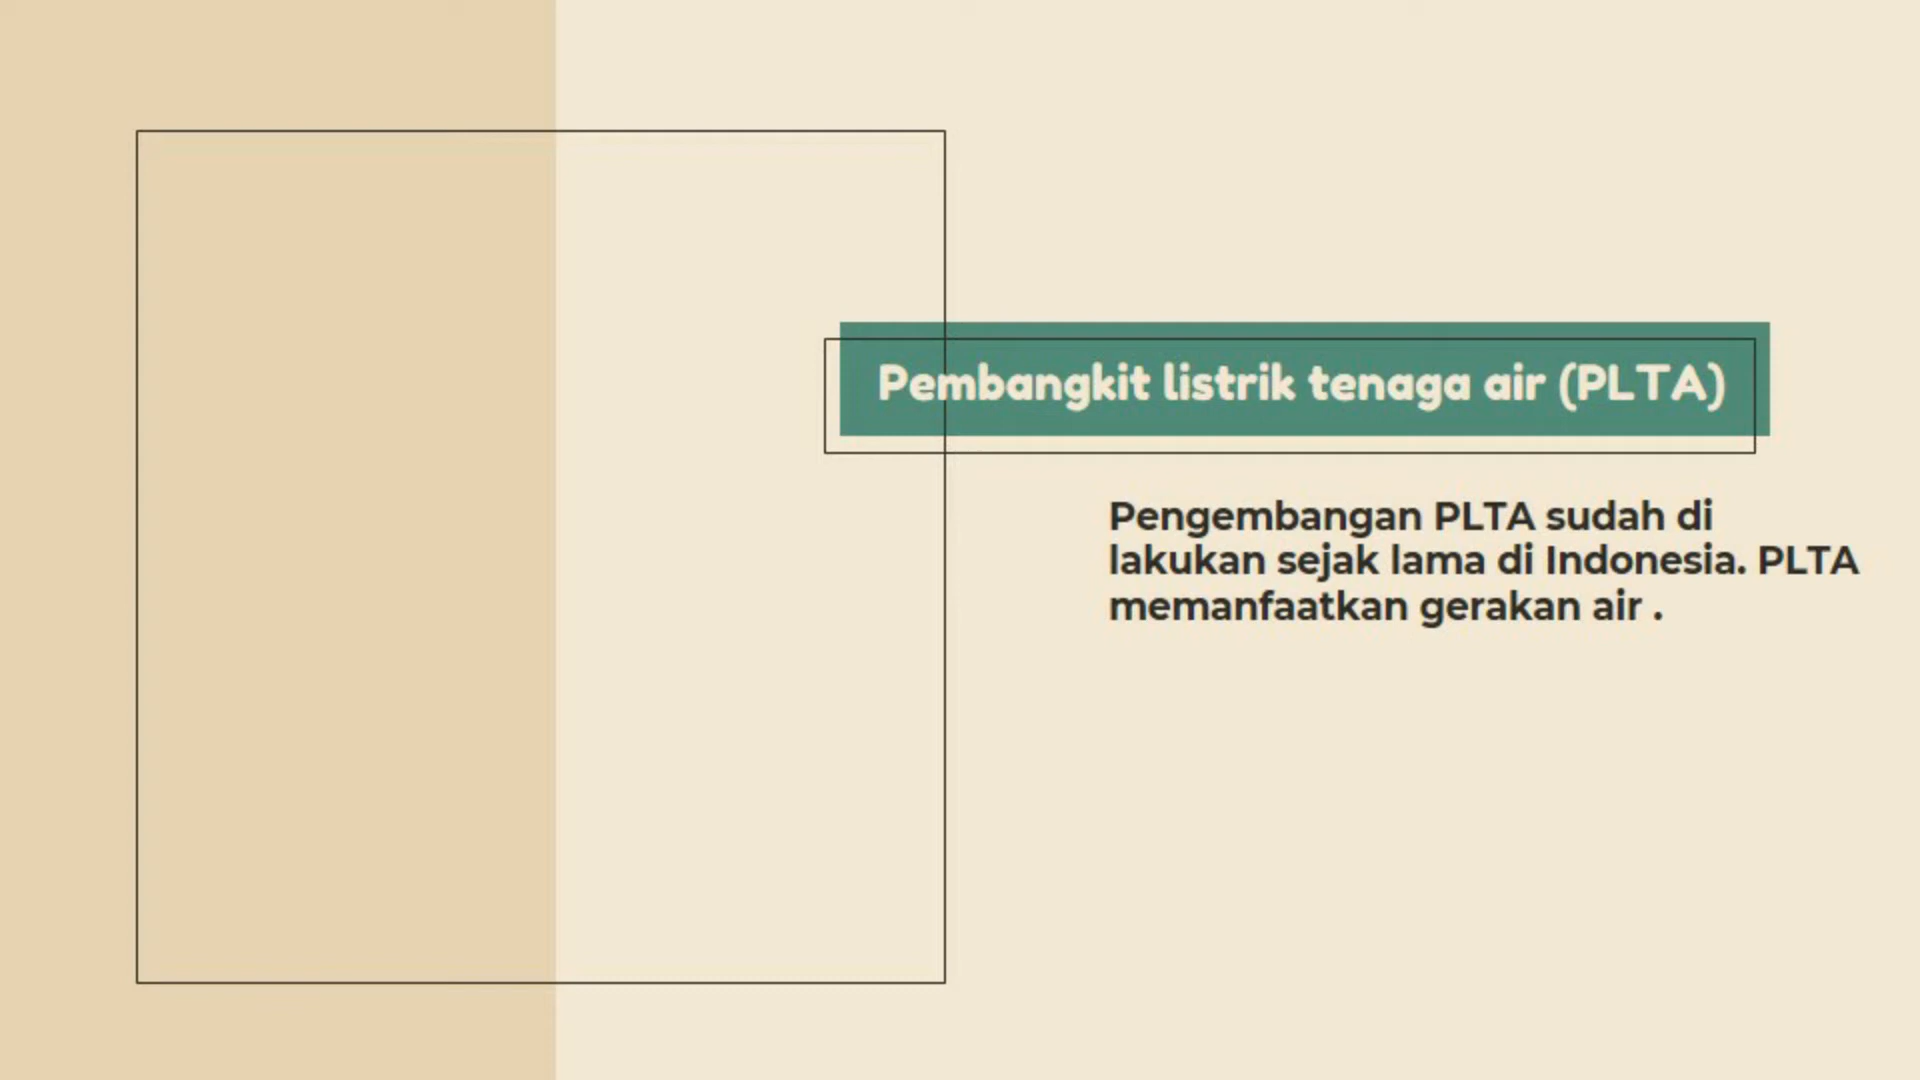 Pembangkit listrik tenaga air (PLTA)
Pengembangan PLTA sudah di
lakukan sejak lama di Indonesia. PLTA
memanfaatkan gerakan air .